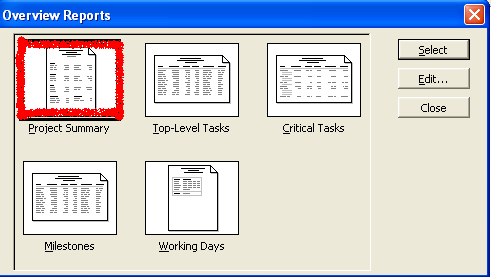 Overview Reports
Select
Edit...
Close
Project Summary
Top-Level Tasks
Critical Tasks
Milestones
Working Days